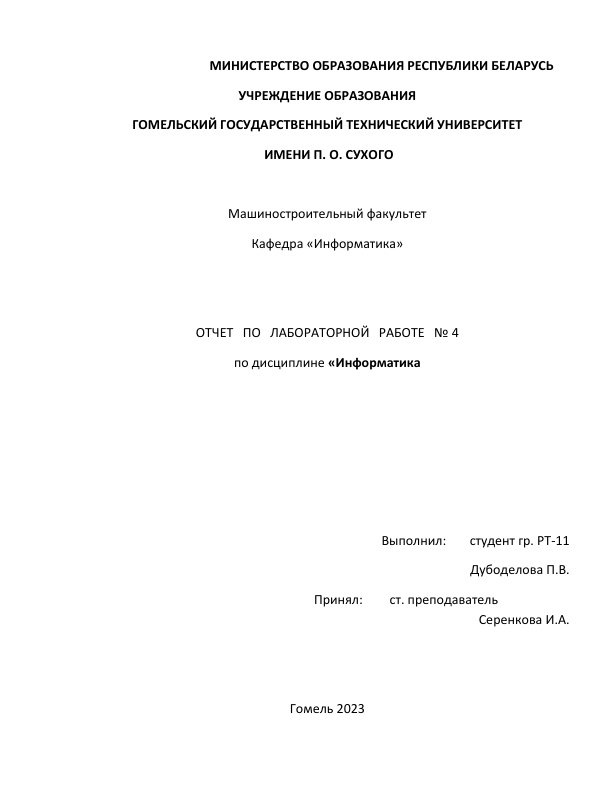 МИНИСТЕРСТВО ОБРАЗОВАНИЯ РЕСПУБЛИКИ БЕЛАРУСЬ
УЧРЕЖДЕНИЕ ОБРАЗОВАНИЯ
ГОМЕЛЬСКИЙ ГОСУДАРСТВЕННЫЙ ТЕХНИЧЕСКИЙ УНИВЕРСИТЕТ
ИМЕНИ П. О. СУХОГО
Машиностроительный факультет
Кафедра «Информатика»
ОТЧЕТ ПО ЛАБОРАТОРНОЙ РАБОТЕ № 4
по дисциплине «Информатика
Выполнил: студент гр. РТ-11
Дуболелова П.В.
Принял: ст. преподаватель
Серенкова И.А.
Гомель 2023